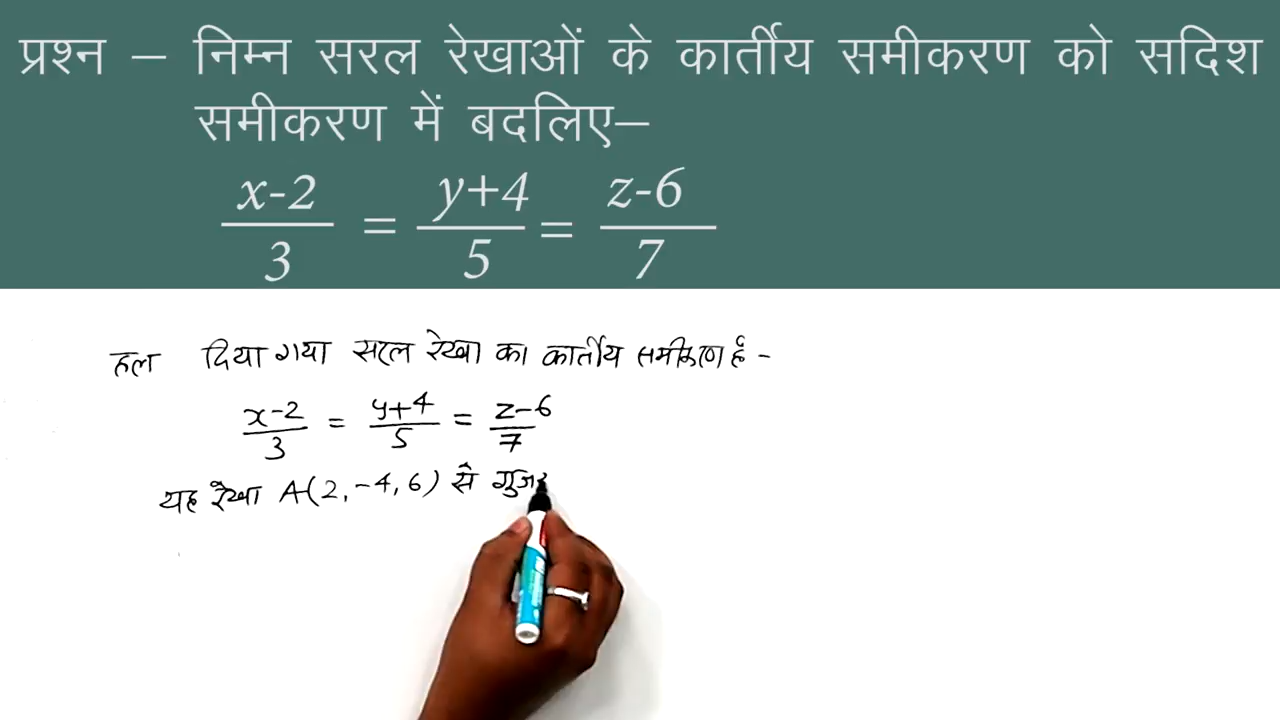 प्रश्न – निम्न सरल रेखाओं के कार्तीय समीकरण को सदिश
समीकरण में बदलिए–
x-2/3 = y+4/5 = z-6/7
हल दिया गया सरल रेखा का कार्तीय समीकरण है -
x-2/3 = y+4/5 = z-6/7
यह रेखा A(2, -4, 6) से